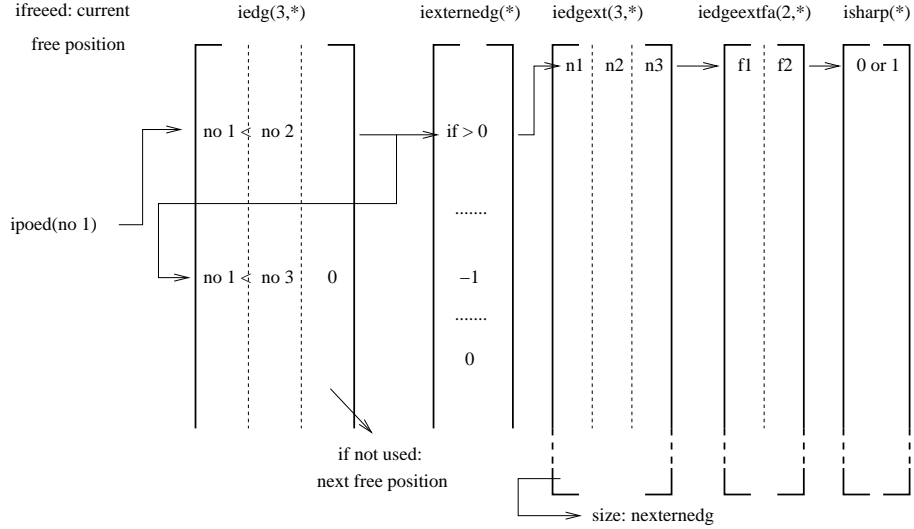 ifreeed: current
free position
iedg(3,*)
iexternedg(*)
iedgext(3,*)
iedgeextfa(2,*)
isharp(*)
n1 n2 n3
f1 f2
0 or 1
no 1 < no 2
if > 0
.......
ipoed(no 1)
no 1 < no 3 0
−1
.......
0
if not used:
next free position
size: nexternedg